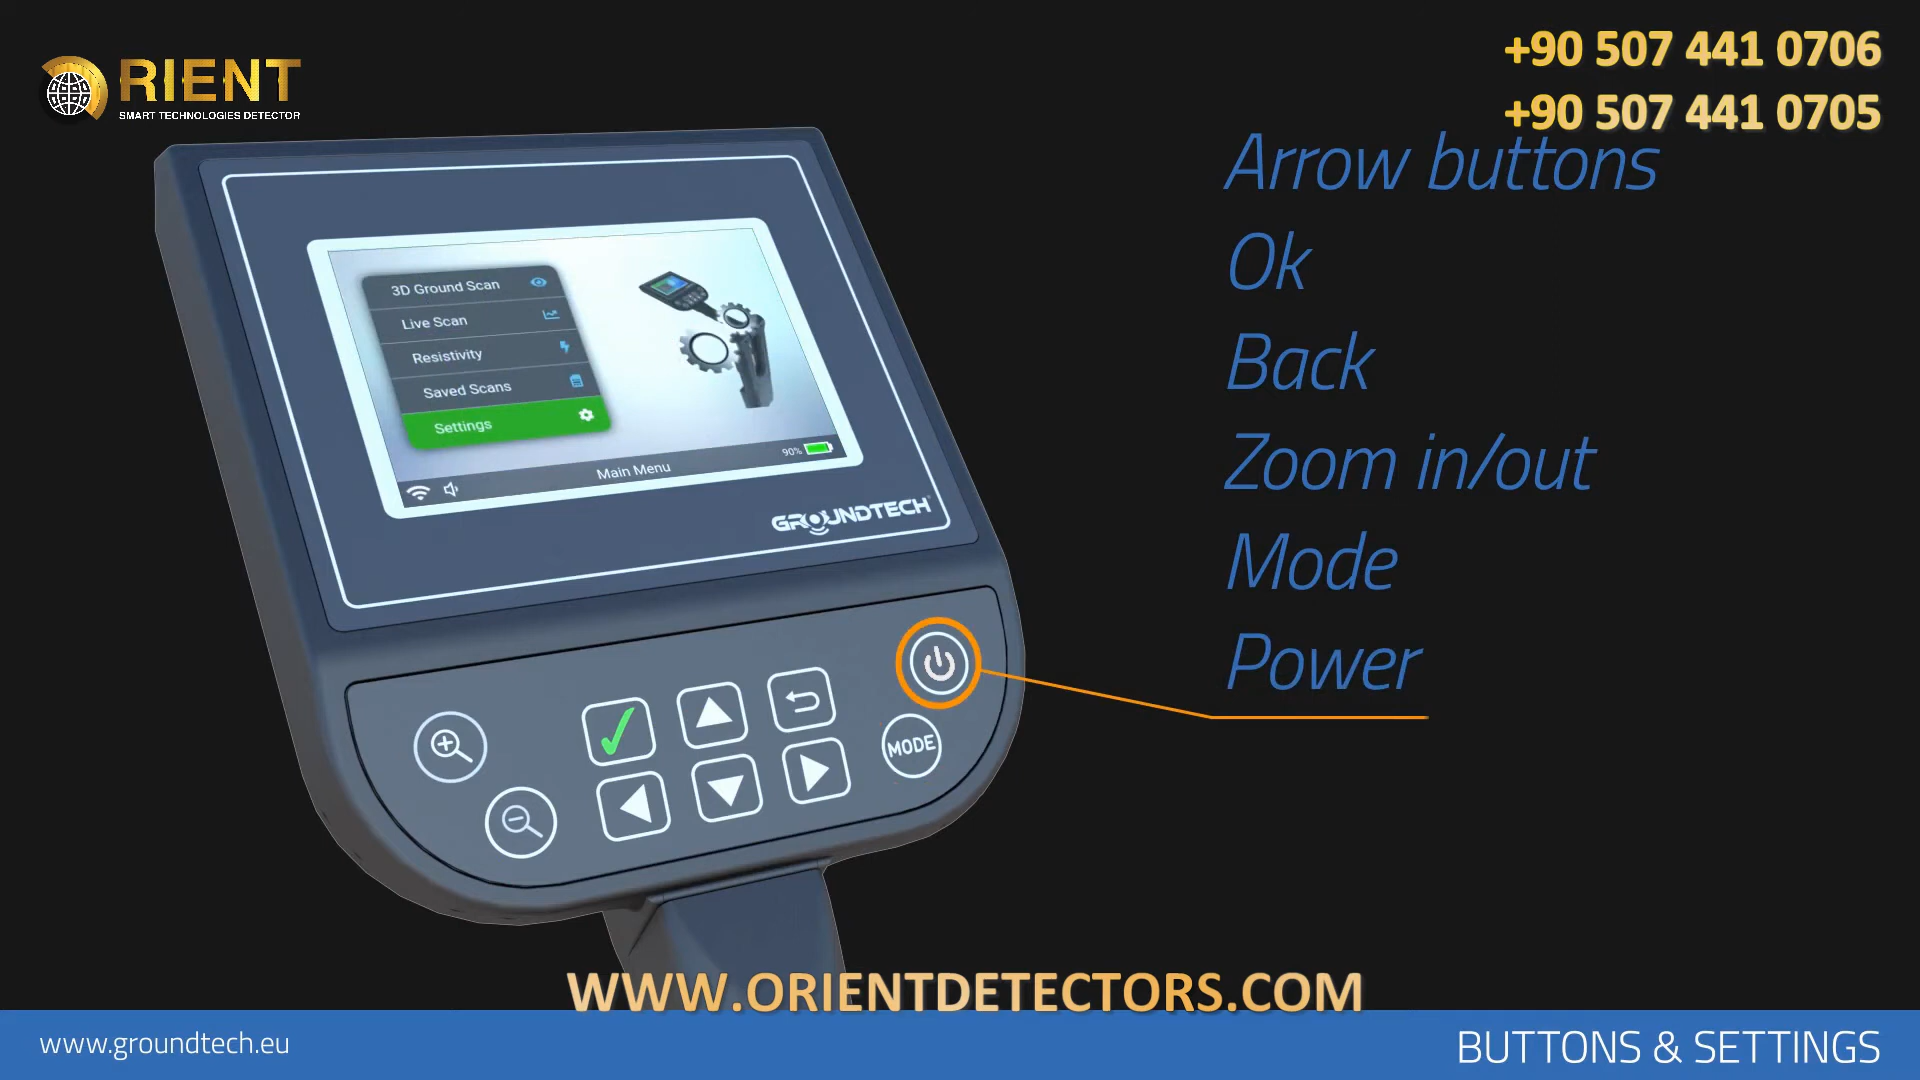 RIENT
SMART TECHNOLOGIES DETECTOR
+90 507 441 0706
+90 507 441 0705
Arrow buttons
Ok
Back
Zoom in/out
Mode
Power
3D Ground Scan
Live Scan
Resistivity
Saved Scans
Settings
Main Menu
90%
GROUNDTECH
MODE
WWW.ORIENTDETECTORS.COM
www.groundtech.eu
BUTTONS & SETTINGS